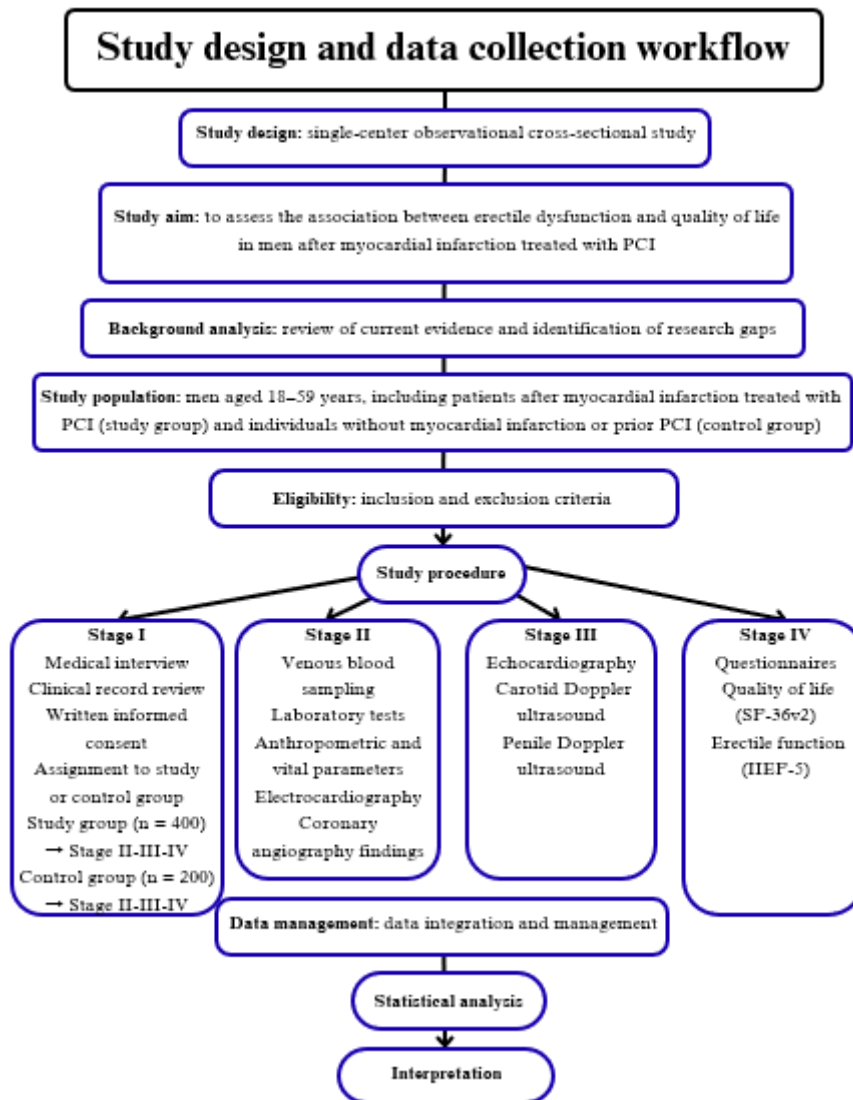 Study design and data collection workflow
Study design: single-center observational cross-sectional study
Study aim: to assess the association between erectile dysfunction and quality of life
in men after myocardial infarction treated with PCI
Background analysis: review of current evidence and identification of research gaps
Study population: men aged 18–59 years, including patients after myocardial infarction treated with
PCI (study group) and individuals without myocardial infarction or prior PCI (control group)
Eligibility: inclusion and exclusion criteria
Study procedure
Stage I
Medical interview
Clinical record review
Written informed
consent
Assignment to study
or control group
Study group (n = 400)
→ Stage II-III-IV
Control group (n = 200)
→ Stage II-III-IV
Stage II
Venous blood
sampling
Laboratory tests
Anthropometric and
vital parameters
Electrocardiography
Coronary
angiography findings
Stage III
Echocardiography
Carotid Doppler
ultrasound
Penile Doppler
ultrasound
Stage IV
Questionnaires
Quality of life
(SF-36v2)
Erectile function
(IIEF-5)
Data management: data integration and management
Statistical analysis
Interpretation